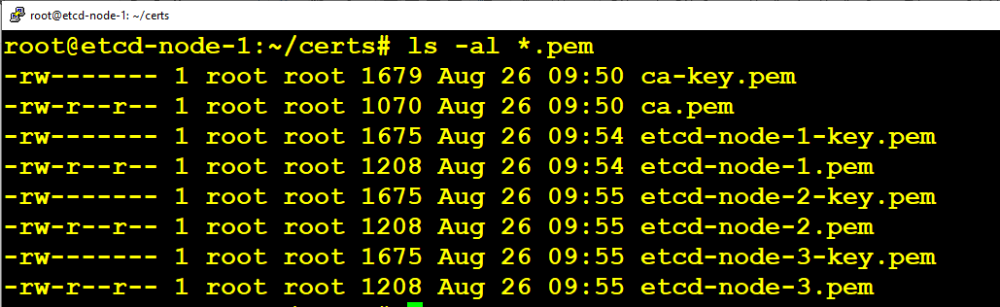 root@etcd-node-1: ~/certs
root@etcd-node-1:~/certs# ls -al *.pem
-rw------- 1 root root 1679 Aug 26 09:50 ca-key.pem
-rw-r--r-- 1 root root 1070 Aug 26 09:50 ca.pem
-rw------- 1 root root 1675 Aug 26 09:54 etcd-node-1-key.pem
-rw-r--r-- 1 root root 1208 Aug 26 09:54 etcd-node-1.pem
-rw------- 1 root root 1675 Aug 26 09:55 etcd-node-2-key.pem
-rw-r--r-- 1 root root 1208 Aug 26 09:55 etcd-node-2.pem
-rw------- 1 root root 1675 Aug 26 09:55 etcd-node-3-key.pem
-rw-r--r-- 1 root root 1208 Aug 26 09:55 etcd-node-3.pem